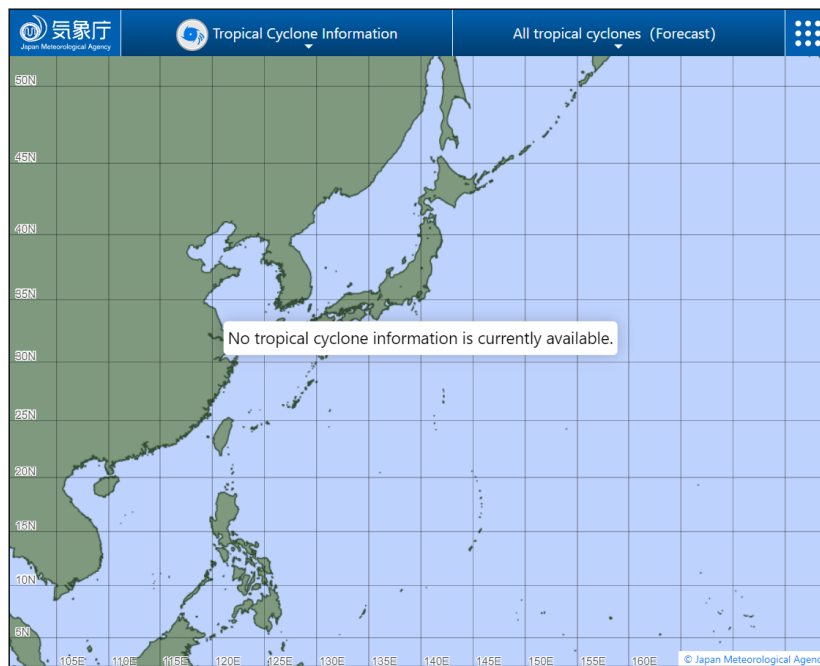 気象庁
Japan Meteorological Agency
Tropical Cyclone Information
All tropical cyclones (Forecast)
50N
45N
40N
35N
No tropical cyclone information is currently available.
30N
25N
20N
15N
10N
5N
105E 110E 115E 120E 125E 130E 135E 140E 145E 150E 155E 160E
© Japan Meteorological Agenc